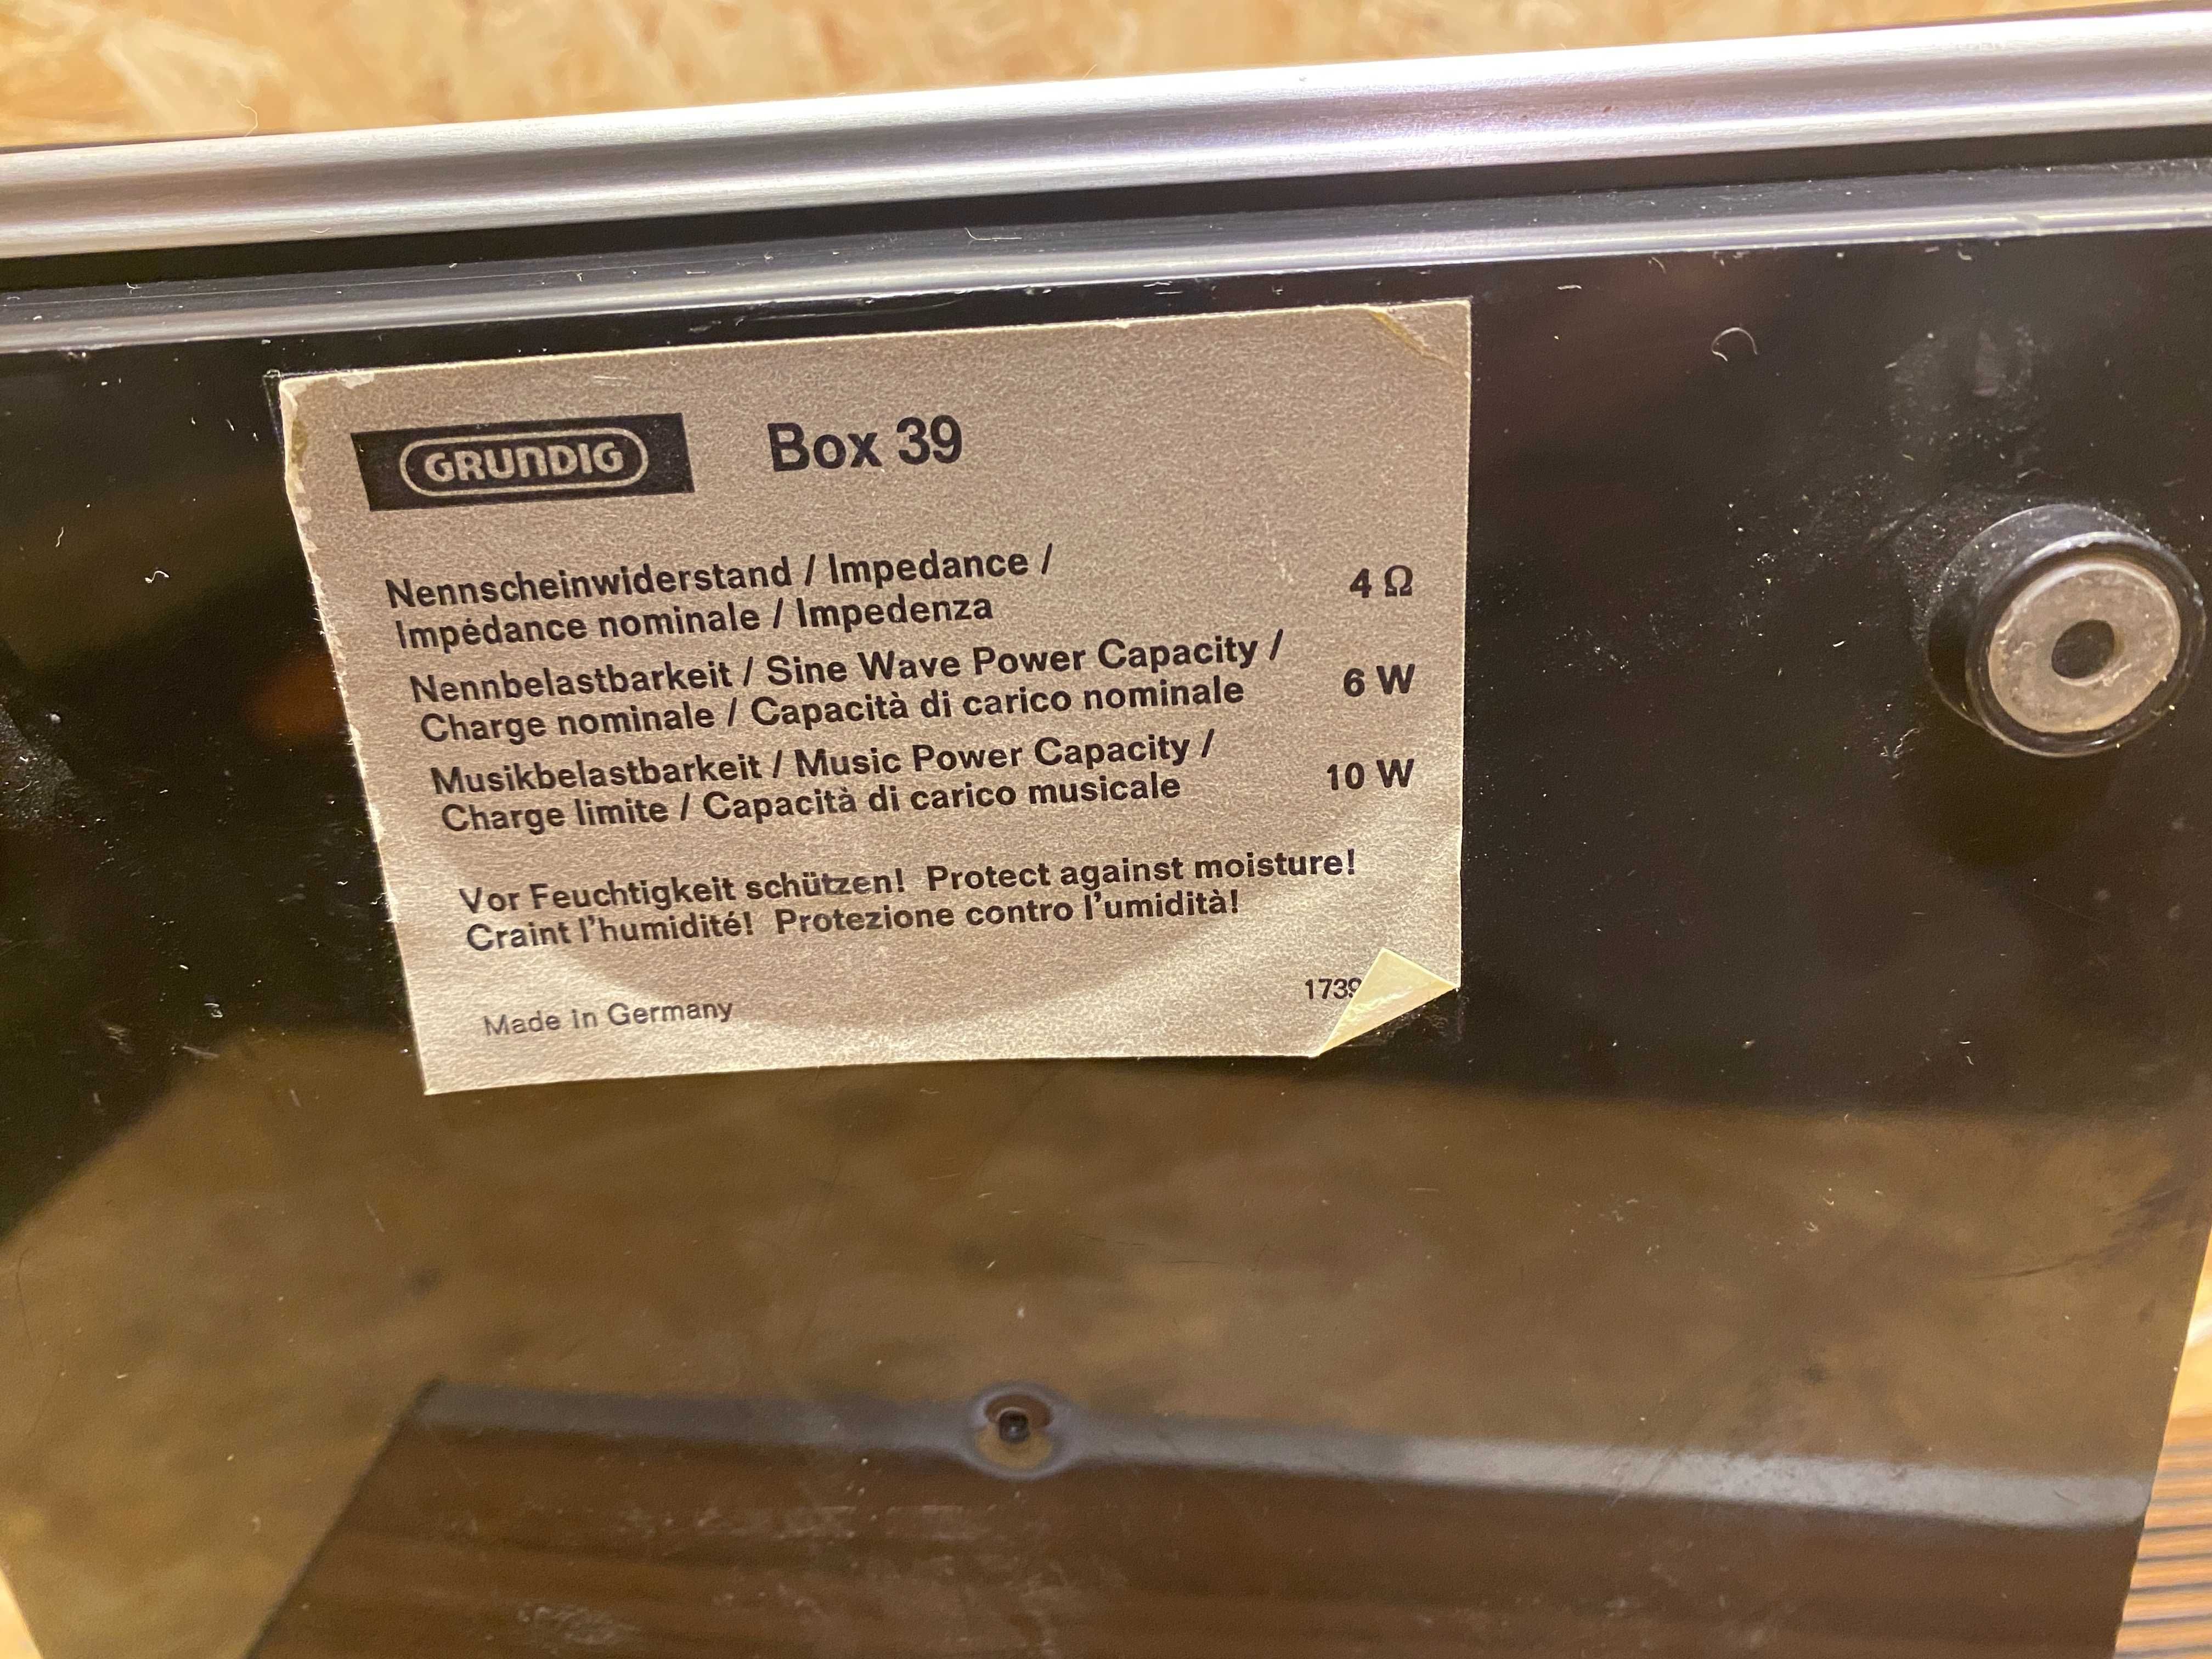 GRUNDIG Box 39
Nennscheinwiderstand / Impedance /
Impédance nominale / Impedenza 4 Ω
Nennbelastbarkeit / Sine Wave Power Capacity /
Charge nominale / Capacità di carico nominale 6 W
Musikbelastbarkeit / Music Power Capacity /
Charge limite / Capacità di carico musicale 10 W
Vor Feuchtigkeit schützen! Protect against moisture!
Craint l'humidité! Protezione contro l'umidità!
Made in Germany